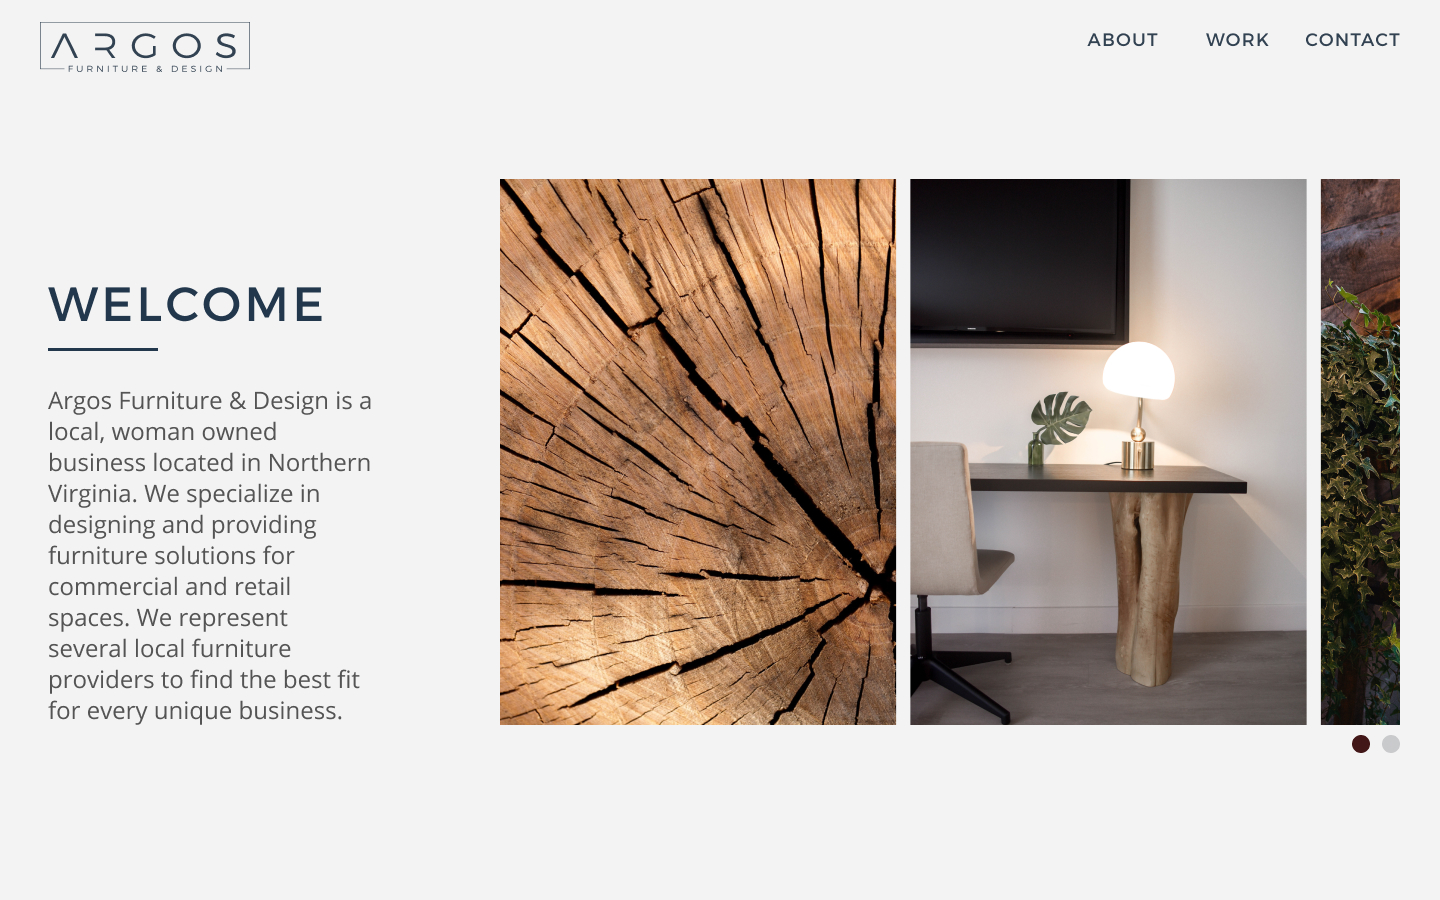 ARGOS
FURNITURE & DESIGN
ABOUT WORK CONTACT
WELCOME
Argos Furniture & Design is a
local, woman owned
business located in Northern
Virginia. We specialize in
designing and providing
furniture solutions for
commercial and retail
spaces. We represent
several local furniture
providers to find the best fit
for every unique business.